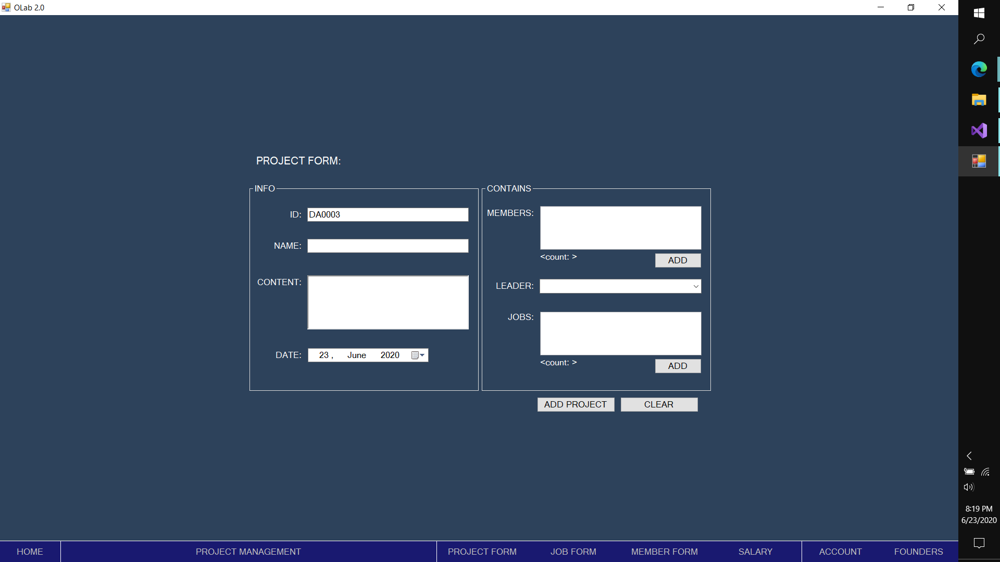 OLab 2.0
PROJECT FORM:
INFO
ID: DA0003
NAME:
CONTENT:
DATE: 23 , June 2020
CONTAINS
MEMBERS:
<count: >
ADD
LEADER:
JOBS:
<count: >
ADD
ADD PROJECT CLEAR
HOME PROJECT MANAGEMENT PROJECT FORM JOB FORM MEMBER FORM SALARY ACCOUNT FOUNDERS
8:19 PM
6/23/2020